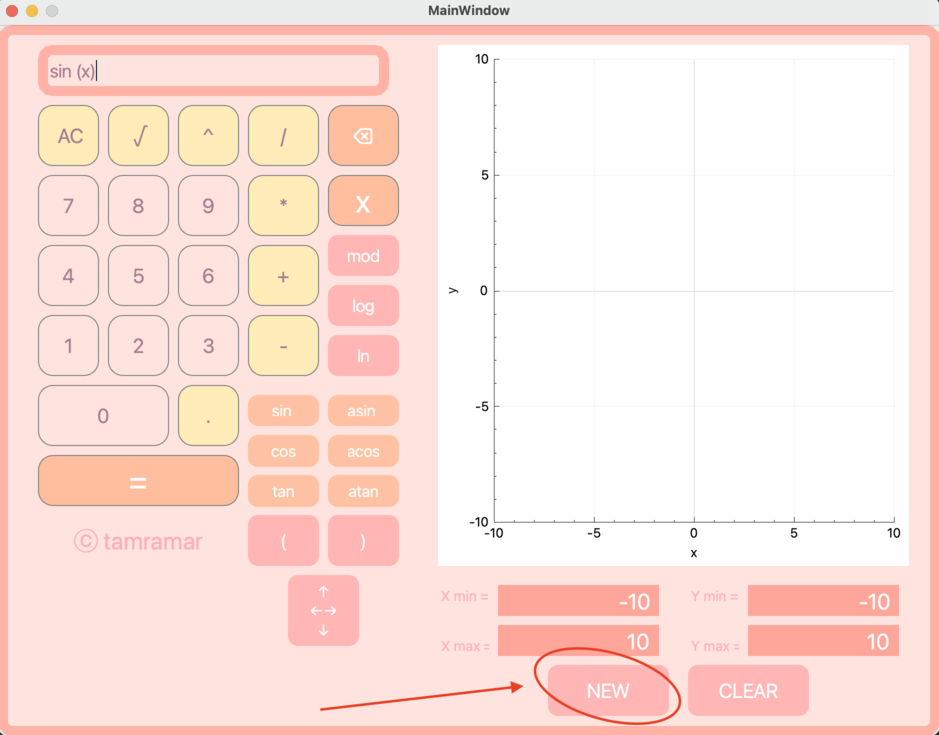 MainWindow
sin (x)
AC √ ^ / ⌫
7 8 9 * X
4 5 6 + mod
log
1 2 3 - ln
0 . sin asin
cos acos
= tan atan
© tamramar ( )
↑
←→
↓
10
5
y 0
-5
-10
-10 -5 0 5 10
x
X min = -10 Y min = -10
X max = 10 Y max = 10
NEW CLEAR